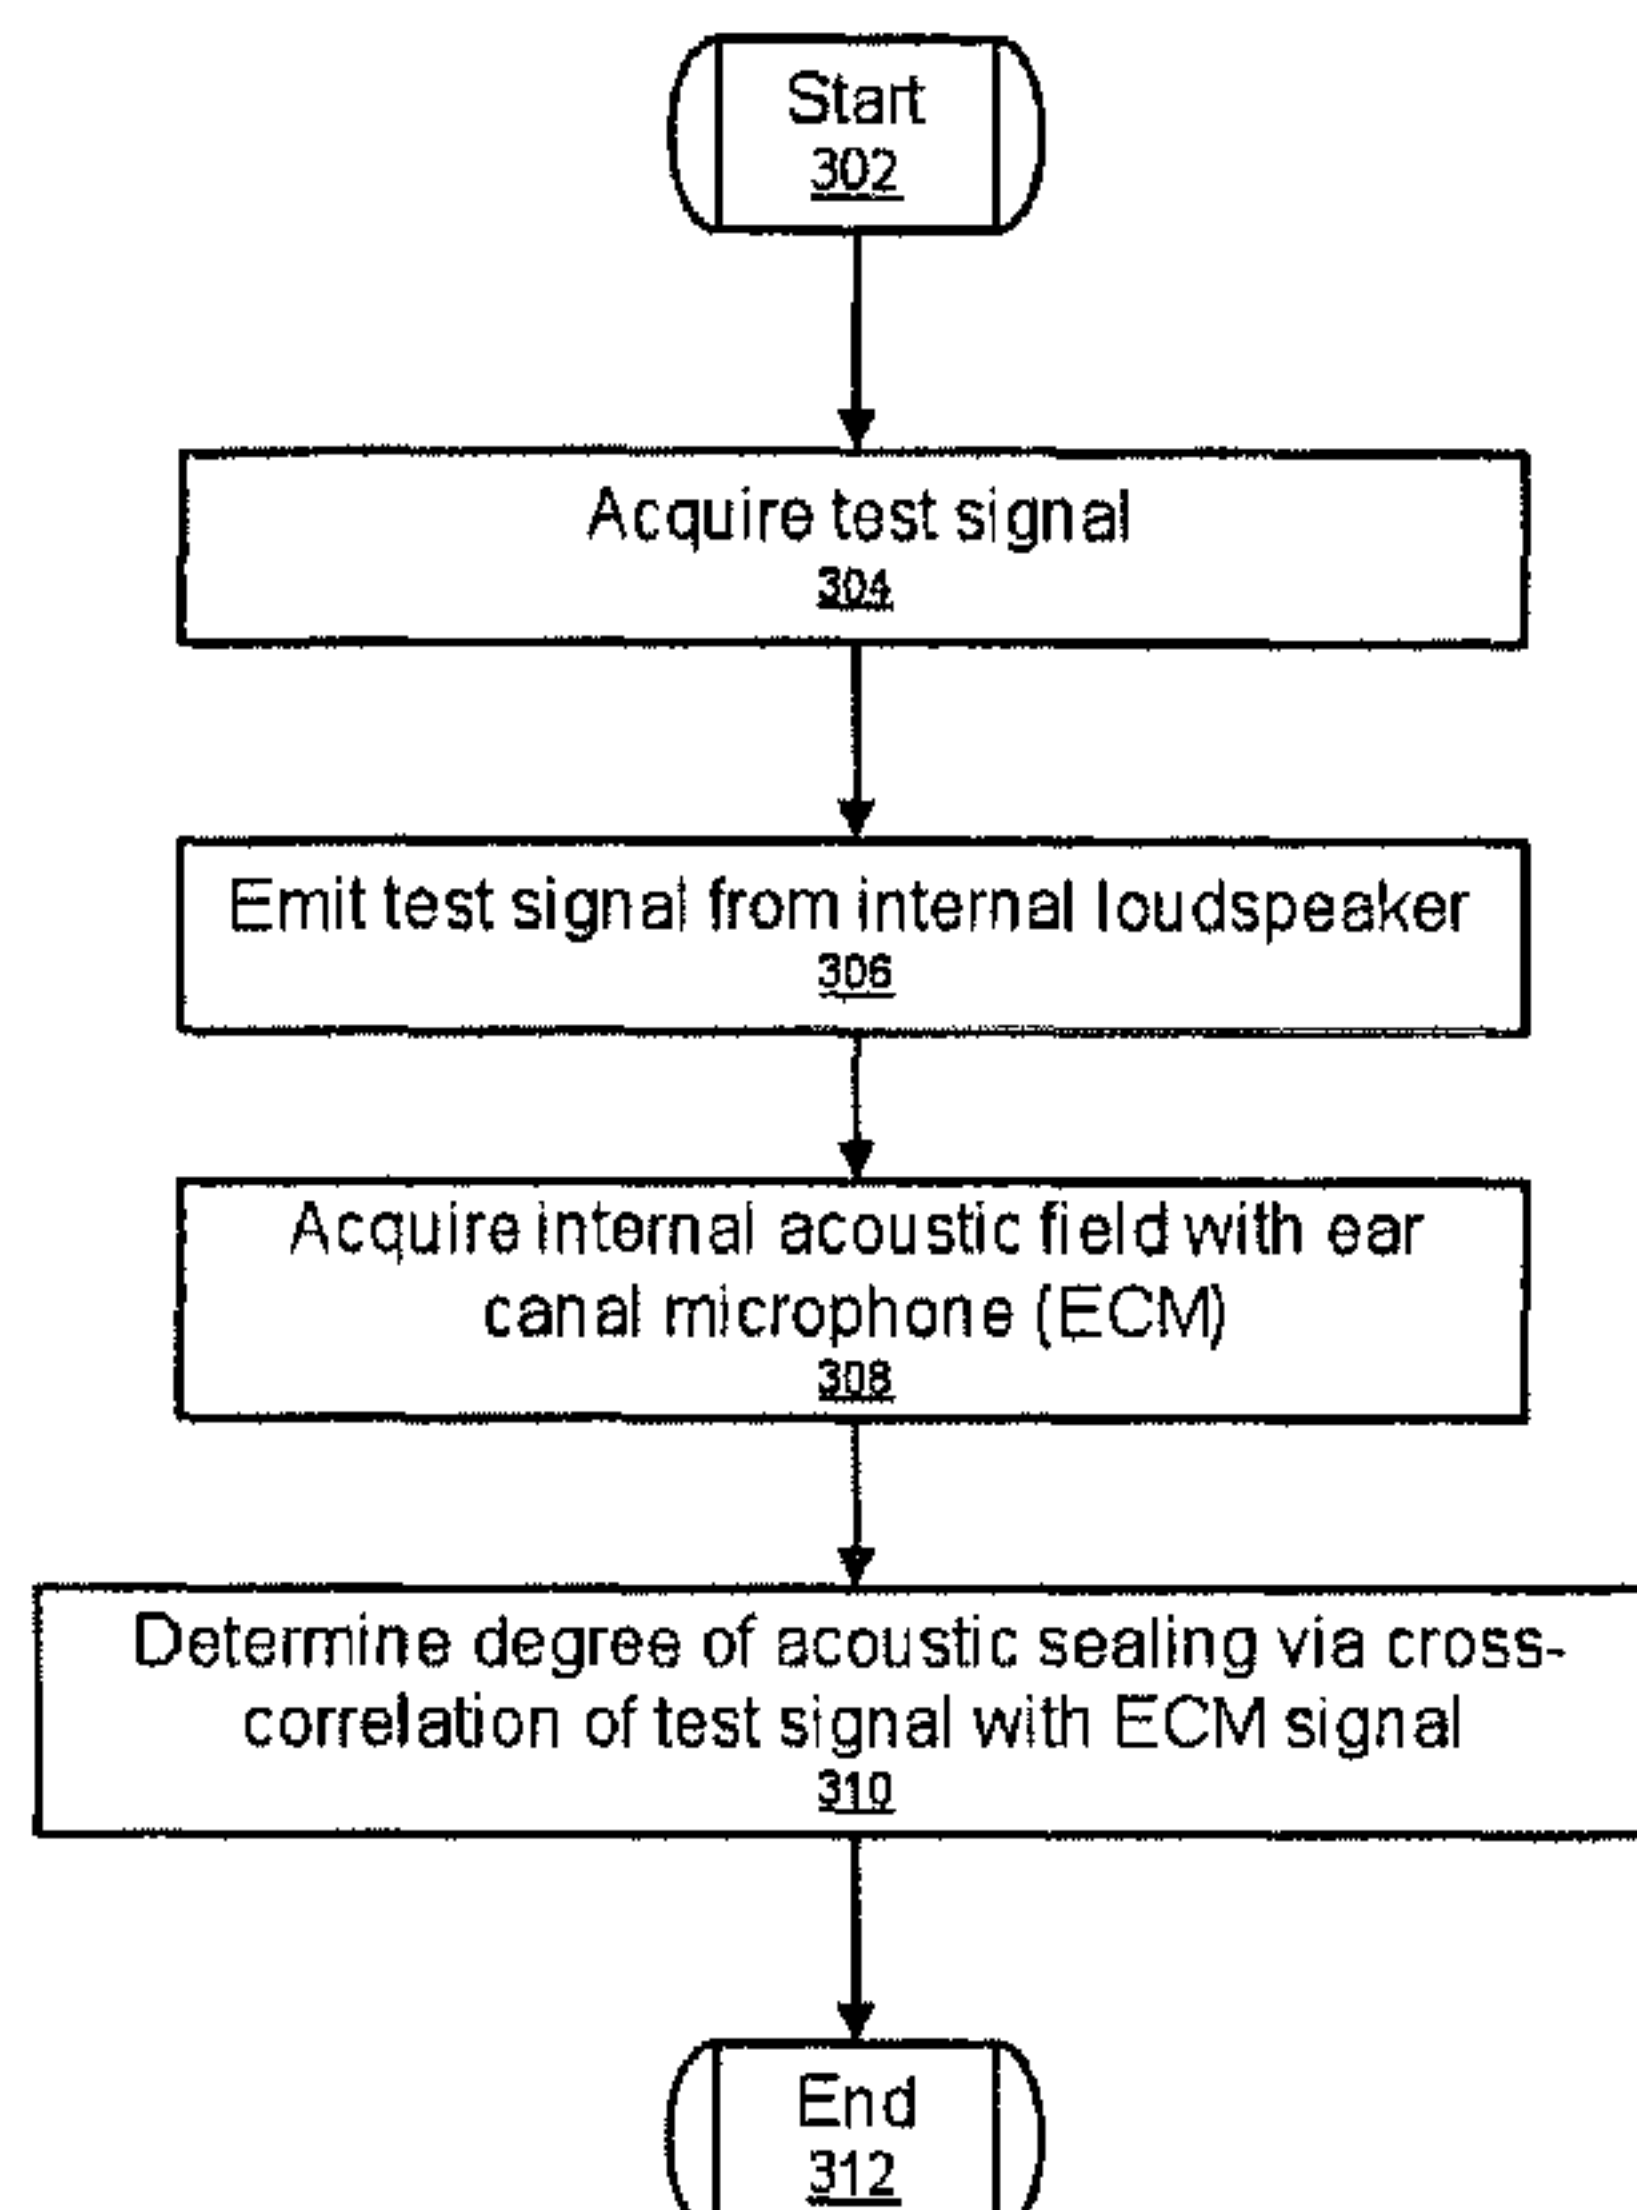 Start
302
Acquire test signal
304
Emit test signal from internal loudspeaker
306
Acquire internal acoustic field with ear
canal microphone (ECM)
308
Determine degree of acoustic sealing via cross-
correlation of test signal with ECM signal
310
End
312